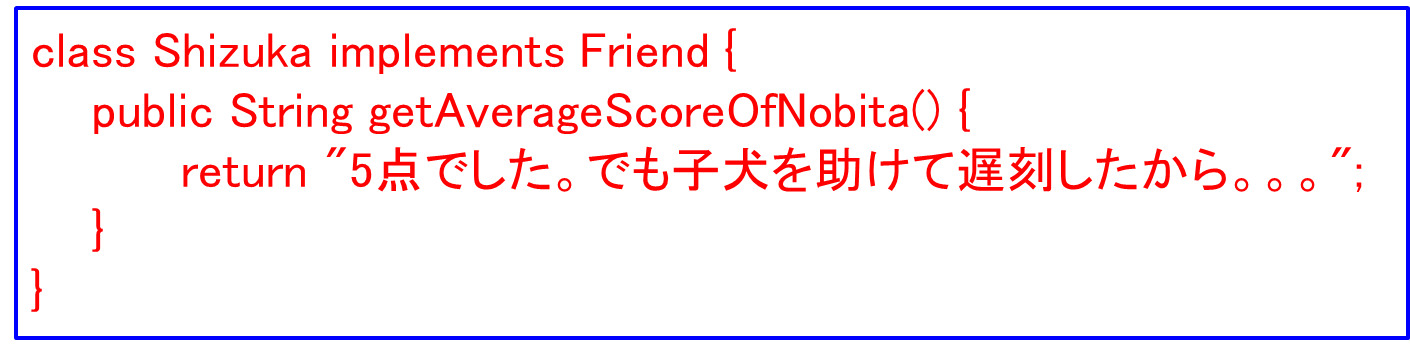 class Shizuka implements Friend {
public String getAverageScoreOfNobita() {
return "5点でした。でも子犬を助けて遅刻したから。。。";
}
}